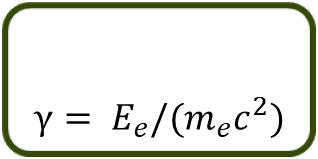 γ = E_e/(m_e c^2)